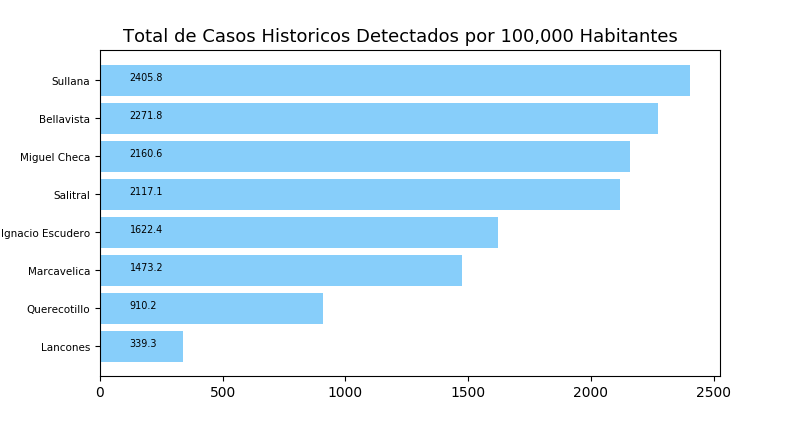 Total de Casos Historicos Detectados por 100,000 Habitantes
Sullana 2405.8
Bellavista 2271.8
Miguel Checa 2160.6
Salitral 2117.1
Ignacio Escudero 1622.4
Marcavelica 1473.2
Querecotillo 910.2
Lancones 339.3
0 500 1000 1500 2000 2500